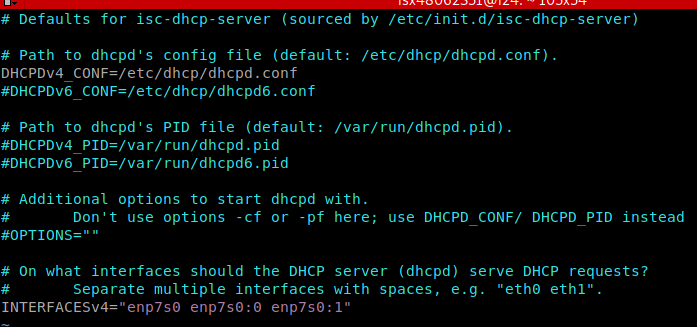 # Defaults for isc-dhcp-server (sourced by /etc/init.d/isc-dhcp-server)
# Path to dhcpd's config file (default: /etc/dhcp/dhcpd.conf).
DHCPDv4_CONF=/etc/dhcp/dhcpd.conf
#DHCPDv6_CONF=/etc/dhcp/dhcpd6.conf
# Path to dhcpd's PID file (default: /var/run/dhcpd.pid).
#DHCPDv4_PID=/var/run/dhcpd.pid
#DHCPDv6_PID=/var/run/dhcpd6.pid
# Additional options to start dhcpd with.
#       Don't use options -cf or -pf here; use DHCPD_CONF/ DHCPD_PID instead
#OPTIONS=""
# On what interfaces should the DHCP server (dhcpd) serve DHCP requests?
#       Separate multiple interfaces with spaces, e.g. "eth0 eth1".
INTERFACESv4="enp7s0 enp7s0:0 enp7s0:1"
~